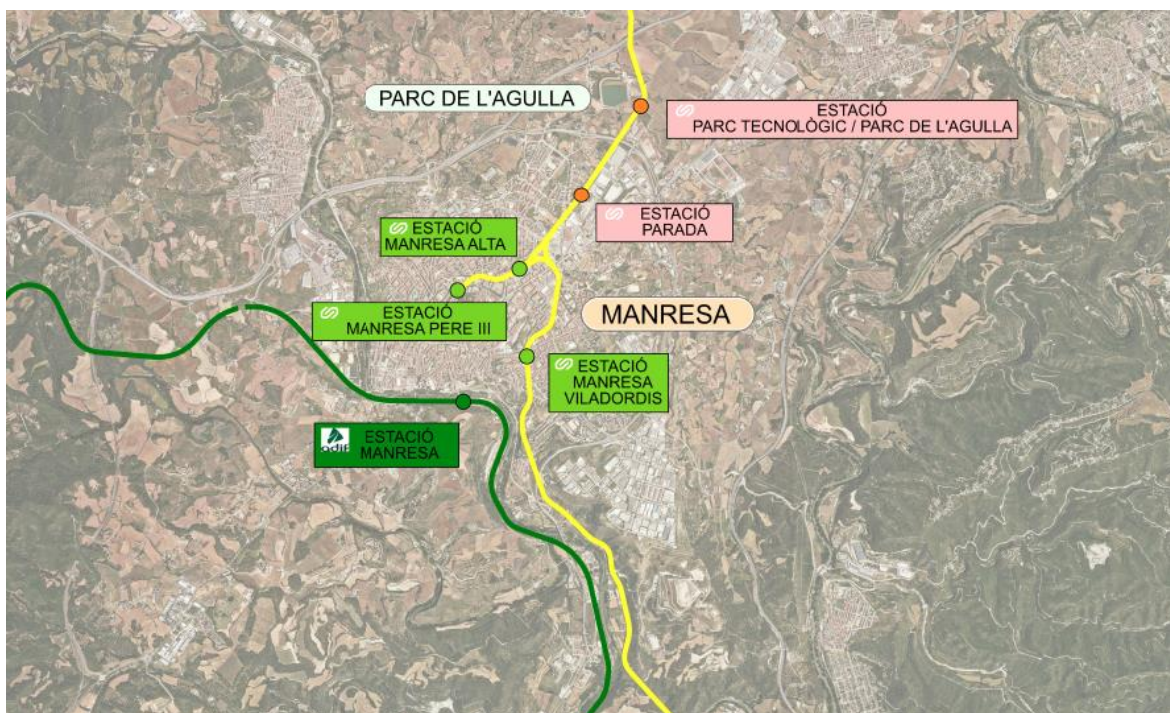 PARC DE L'AGULLA
ESTACIÓ
PARC TECNOLÒGIC / PARC DE L'AGULLA
ESTACIÓ
PARADA
ESTACIÓ
MANRESA ALTA
ESTACIÓ
MANRESA PERE III
MANRESA
ESTACIÓ
MANRESA
VILADORDIS
adif
ESTACIÓ
MANRESA